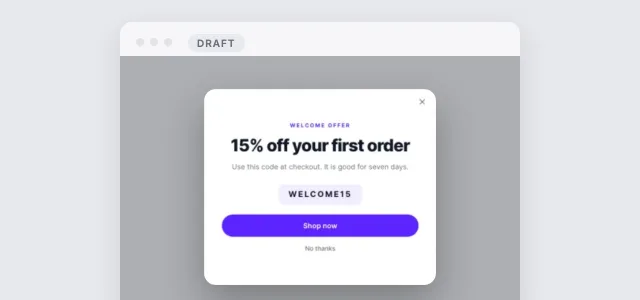 DRAFT
WELCOME OFFER
15% off your first order
Use this code at checkout. It is good for seven days.
WELCOME15
Shop now
No thanks